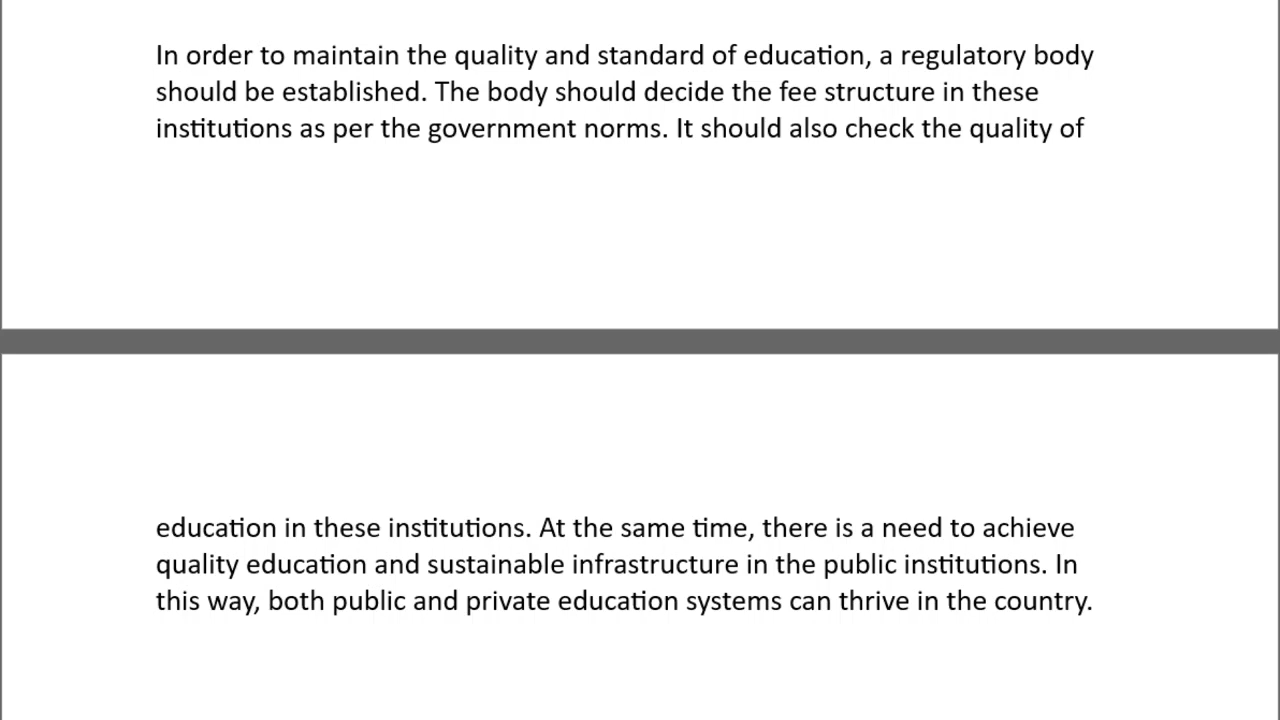 In order to maintain the quality and standard of education, a regulatory body
should be established. The body should decide the fee structure in these
institutions as per the government norms. It should also check the quality of
education in these institutions. At the same time, there is a need to achieve
quality education and sustainable infrastructure in the public institutions. In
this way, both public and private education systems can thrive in the country.